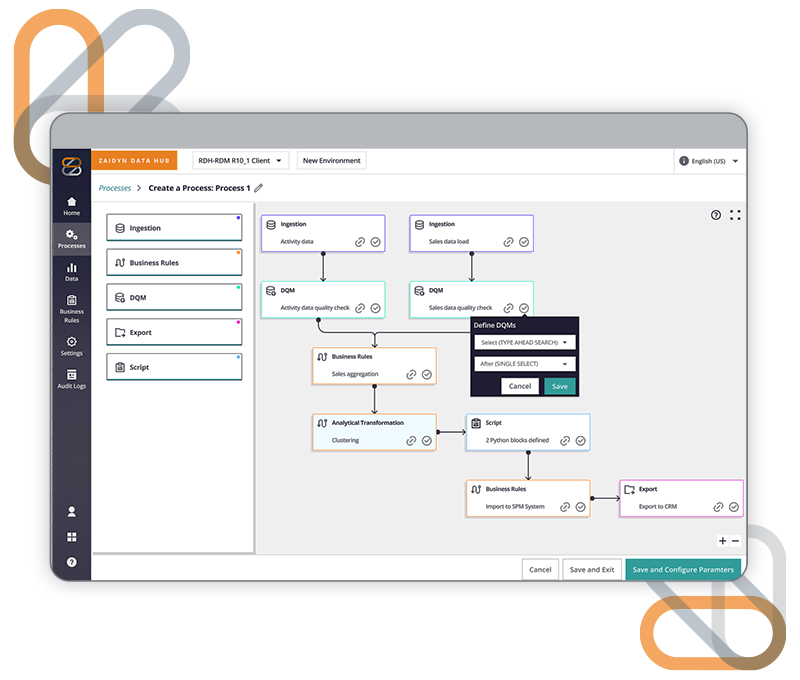 ZAIDYN DATA HUB
RDH-RDM R10_1 Client
New Environment
English (US)
Processes > Create a Process: Process 1
Home
Processes
Data
Business
Rules
Settings
Audit Logs
Ingestion
Business Rules
DQM
Export
Script
Ingestion
Activity data
Ingestion
Sales data load
DQM
Activity data quality check
DQM
Sales data quality check
Define DQMs
Select (TYPE AHEAD SEARCH)
After (SINGLE SELECT)
Cancel
Save
Business Rules
Sales aggregation
Analytical Transformation
Clustering
Script
2 Python blocks defined
Business Rules
Import to SPM System
Export
Export to CRM
Cancel
Save and Exit
Save and Configure Paramters